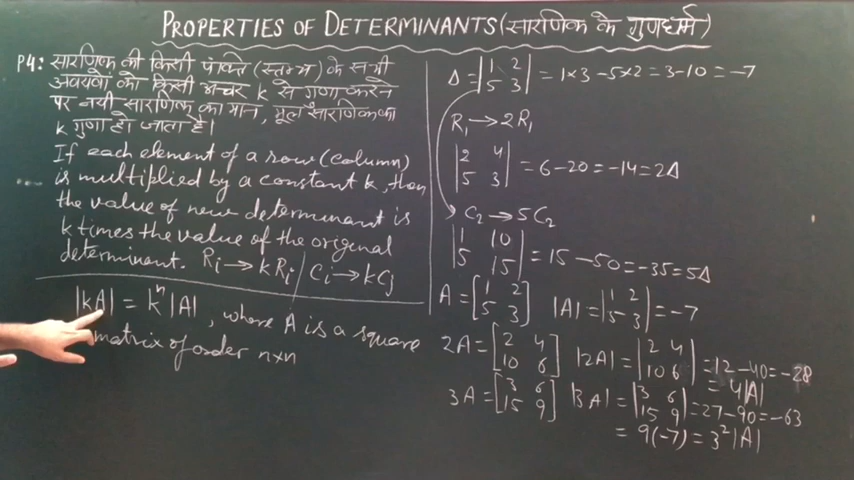 PROPERTIES OF DETERMINANTS (सारणिक के गुणधर्म)
P4: सारणिक की किसी पंक्ति (स्तम्भ) के सभी
अवयवों को किसी अचर k से गुणा करने
पर नयी सारणिक का मान, मूल सारणिक का
k गुणा हो जाता है।
If each element of a row (column)
is multiplied by a constant k, then
the value of new determinant is
k times the value of the original
determinant. Rᵢ → kRᵢ / Cⱼ → kCⱼ
|kA| = kⁿ |A| , where A is a square
matrix of order n×n
Δ = |1 2; 5 3| = 1×3 − 5×2 = 3−10 = −7
R₁ → 2R₁
|2 4; 5 3| = 6−20 = −14 = 2Δ
C₂ → 5C₂
|1 10; 5 15| = 15 − 50 = −35 = 5Δ
A = [1 2; 5 3] |A| = |1 2; 5 3| = −7
2A = [2 4; 10 6] |2A| = |2 4; 10 6| = 12 − 40 = −28
= 4|A|
3A = [3 6; 15 9] |3A| = |3 6; 15 9| = 27−90 = −63
= 9(−7) = 3²|A|